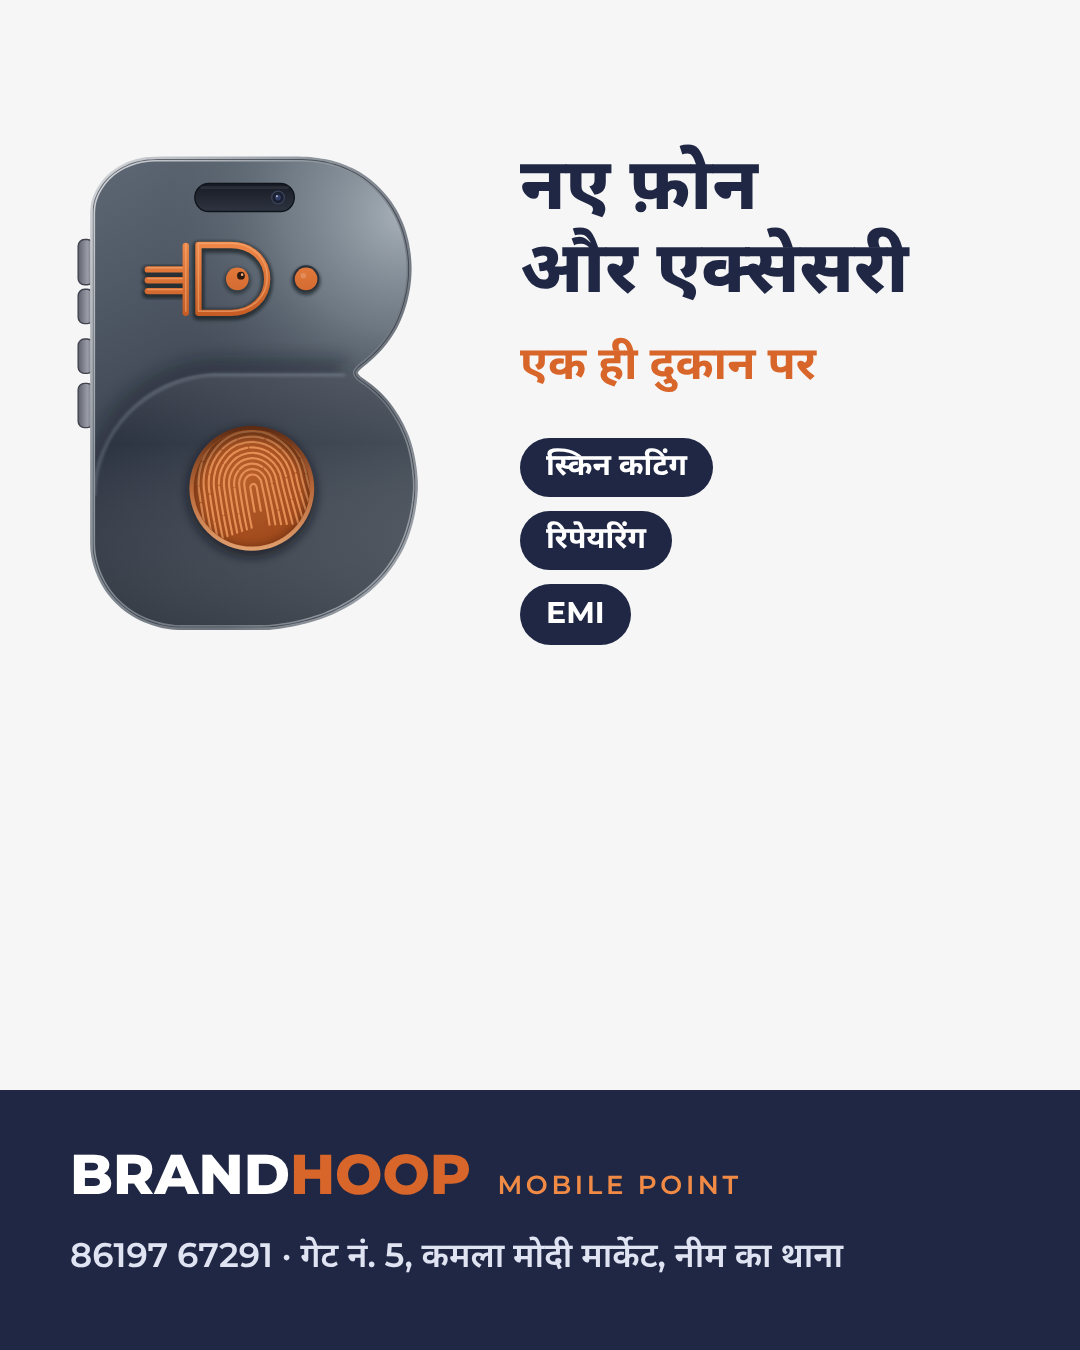 नए फ़ोन
और एक्सेसरी
एक ही दुकान पर
स्किन कटिंग
रिपेयरिंग
EMI
BRANDHOOP MOBILE POINT
86197 67291 · गेट नं. 5, कमला मोदी मार्केट, नीम का थाना